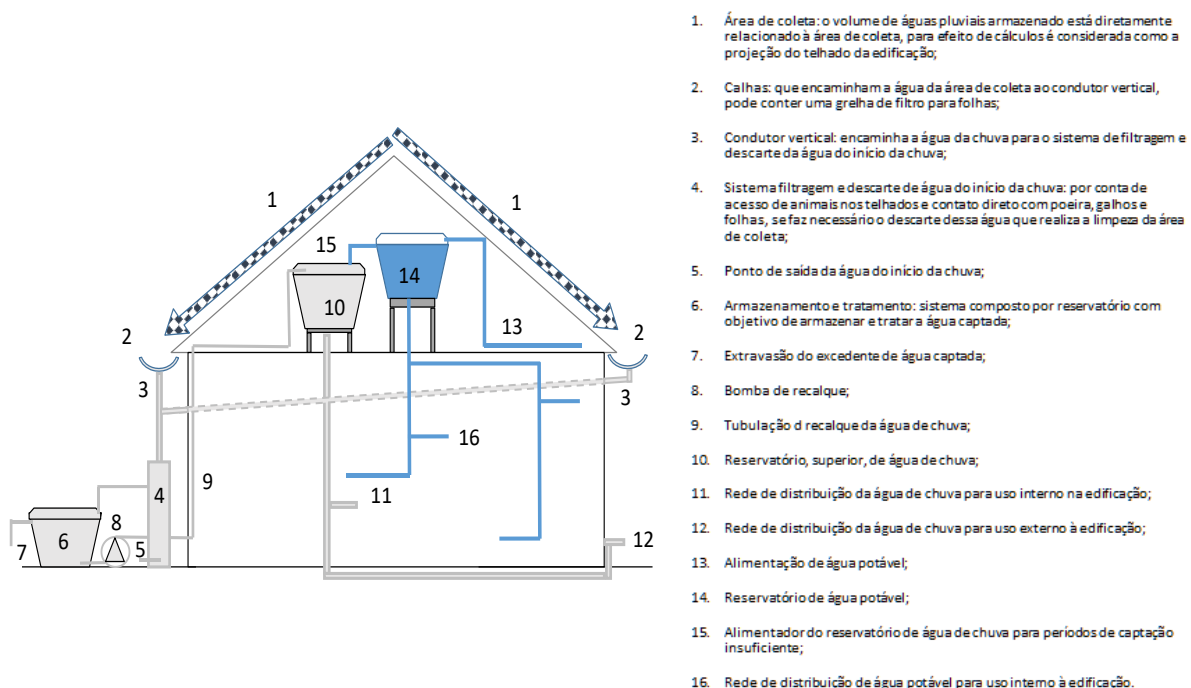 1
1
15
14
10
13
2
2
3
3
16
9
4
11
8
12
7
6
5
1. Área de coleta: o volume de águas pluviais armazenado está diretamente
relacionado à área de coleta, para efeito de cálculos é considerada como a
projeção do telhado da edificação;
2. Calhas: que encaminham a água da área de coleta ao condutor vertical,
pode conter uma grelha de filtro para folhas;
3. Condutor vertical: encaminha a água da chuva para o sistema de filtragem e
descarte da água do início da chuva;
4. Sistema filtragem e descarte de água do início da chuva: por conta de
acesso de animais nos telhados e contato direto com poeira, galhos e
folhas, se faz necessário o descarte dessa água que realiza a limpeza da área
de coleta;
5. Ponto de saída da água do início da chuva;
6. Armazenamento e tratamento: sistema composto por reservatório com
objetivo de armazenar e tratar a água captada;
7. Extravasão do excedente de água captada;
8. Bomba de recalque;
9. Tubulação d recalque da água de chuva;
10. Reservatório, superior, de água de chuva;
11. Rede de distribuição da água de chuva para uso interno na edificação;
12. Rede de distribuição da água de chuva para uso externo à edificação;
13. Alimentação de água potável;
14. Reservatório de água potável;
15. Alimentador do reservatório de água de chuva para períodos de captação
insuficiente;
16. Rede de distribuição de água potável para uso interno à edificação.